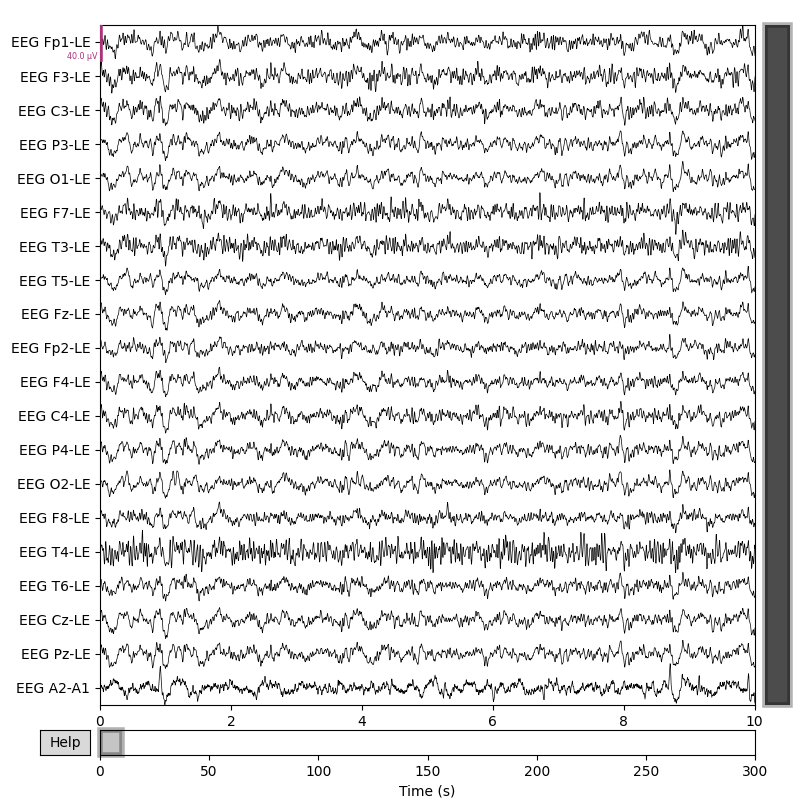 EEG Fp1-LE
40.0 µV
EEG F3-LE
EEG C3-LE
EEG P3-LE
EEG O1-LE
EEG F7-LE
EEG T3-LE
EEG T5-LE
EEG Fz-LE
EEG Fp2-LE
EEG F4-LE
EEG C4-LE
EEG P4-LE
EEG O2-LE
EEG F8-LE
EEG T4-LE
EEG T6-LE
EEG Cz-LE
EEG Pz-LE
EEG A2-A1
0 2 4 6 8 10
Help
0 50 100 150 200 250 300
Time (s)